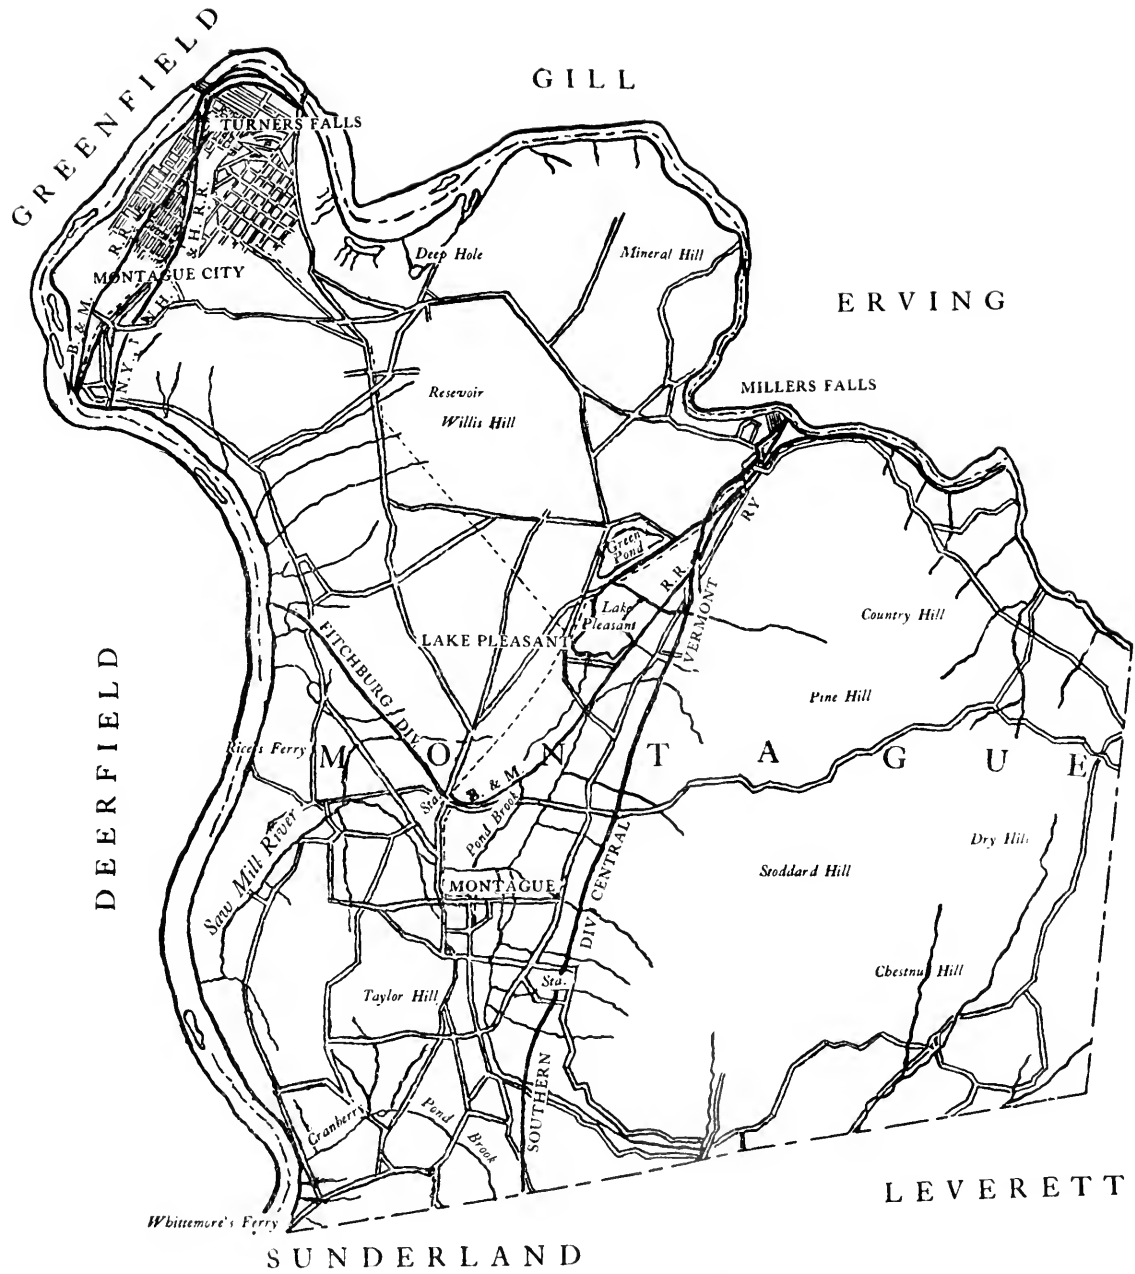 GREENFIELD
GILL
TURNERS FALLS
R.R.
& H. R.R.
Deep Hole
Mineral Hill
MONTAGUE CITY
ERVING
B. & M.
N.Y., N.H.
MILLERS FALLS
Resevoir
Willis Hill
RY
Green
Pond
R.R.
Lake
Pleasant
VERMONT
Country Hill
LAKE PLEASANT
FITCHBURG DIV.
Pine Hill
DEERFIELD
Rice's Ferry
MONTAGUE
Sta.
B. & M.
Pond Brook
Saw Mill River
Dry Hill
Stoddard Hill
MONTAGUE
DIV. CENTRAL
Chestnut Hill
Sta.
Taylor Hill
SOUTHERN
Cranberry
Pond
Brook
LEVERETT
Whittemore's Ferry
SUNDERLAND